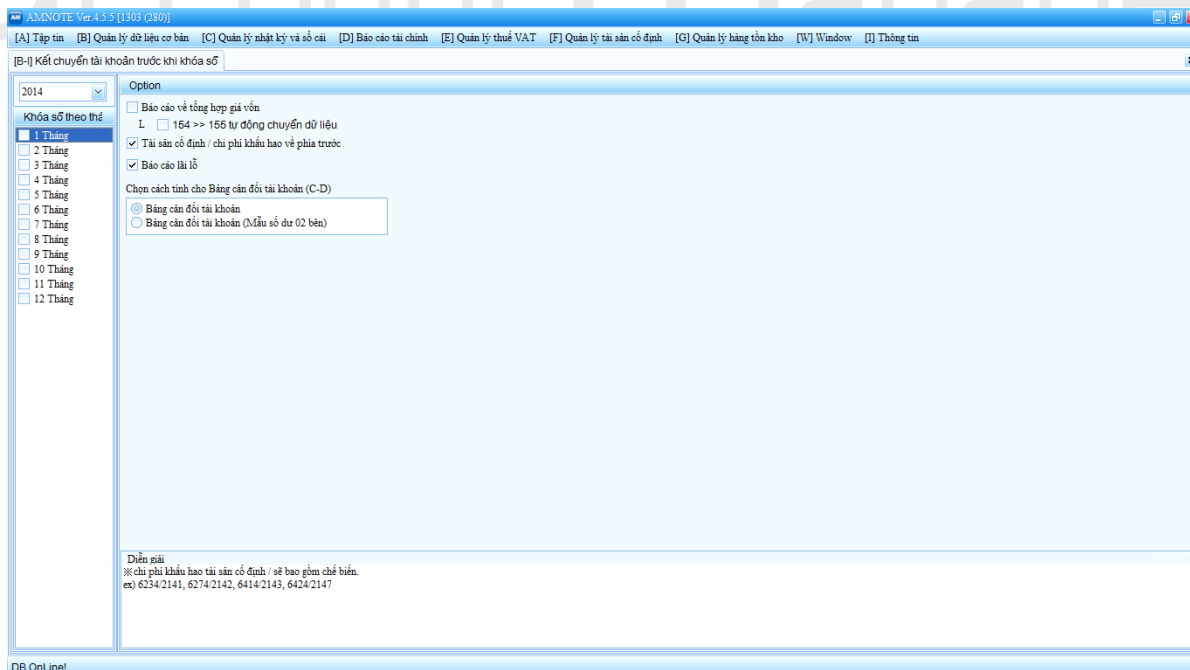 AM AMNOTE Ver.4.5.5 [1303 (280)]
[A] Tập tin [B] Quản lý dữ liệu cơ bản [C] Quản lý nhật ký và sổ cái [D] Báo cáo tài chính [E] Quản lý thuế VAT [F] Quản lý tài sản cố định [G] Quản lý hàng tồn kho [W] Window [I] Thông tin
[B-I] Kết chuyển tài khoản trước khi khóa sổ
2014
Option
Khóa sổ theo thá
1 Tháng
2 Tháng
3 Tháng
4 Tháng
5 Tháng
6 Tháng
7 Tháng
8 Tháng
9 Tháng
10 Tháng
11 Tháng
12 Tháng
Báo cáo về tổng hợp giá vốn
L 154 >> 155 tự động chuyển dữ liệu
Tài sản cố định / chi phí khấu hao về phía trước
Báo cáo lãi lỗ
Chọn cách tính cho Bảng cân đối tài khoản (C-D)
Bảng cân đối tài khoản
Bảng cân đối tài khoản (Mẫu số dư 02 bên)
Diễn giải
※chi phí khấu hao tài sản cố định / sẽ bao gồm chế biến.
ex) 6234/2141, 6274/2142, 6414/2143, 6424/2147
DB OnLine!